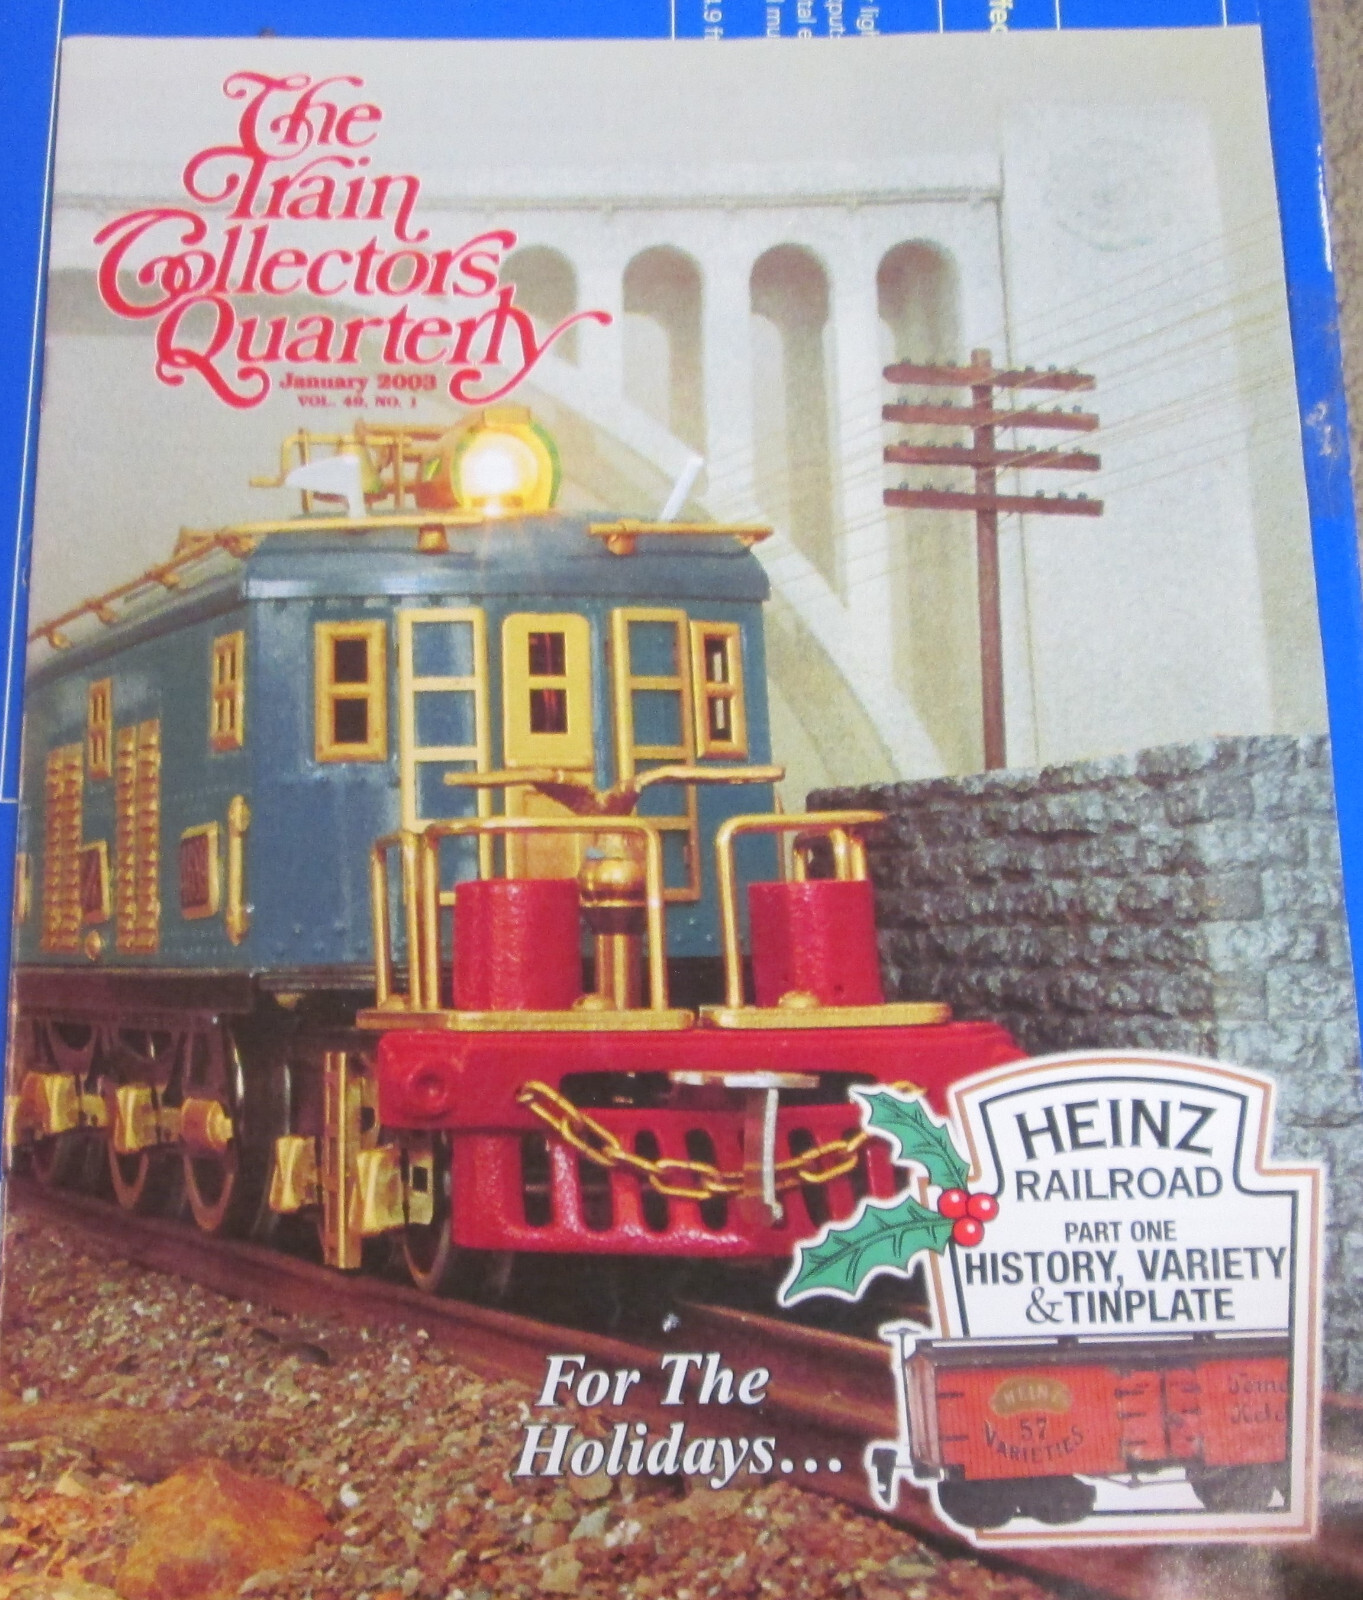 The
Train
Collectors
Quarterly
January 2003
VOL. 49, NO. 1
HEINZ
RAILROAD
PART ONE
HISTORY, VARIETY
& TINPLATE
HEINZ
57
VARIETIES
For The
Holidays...